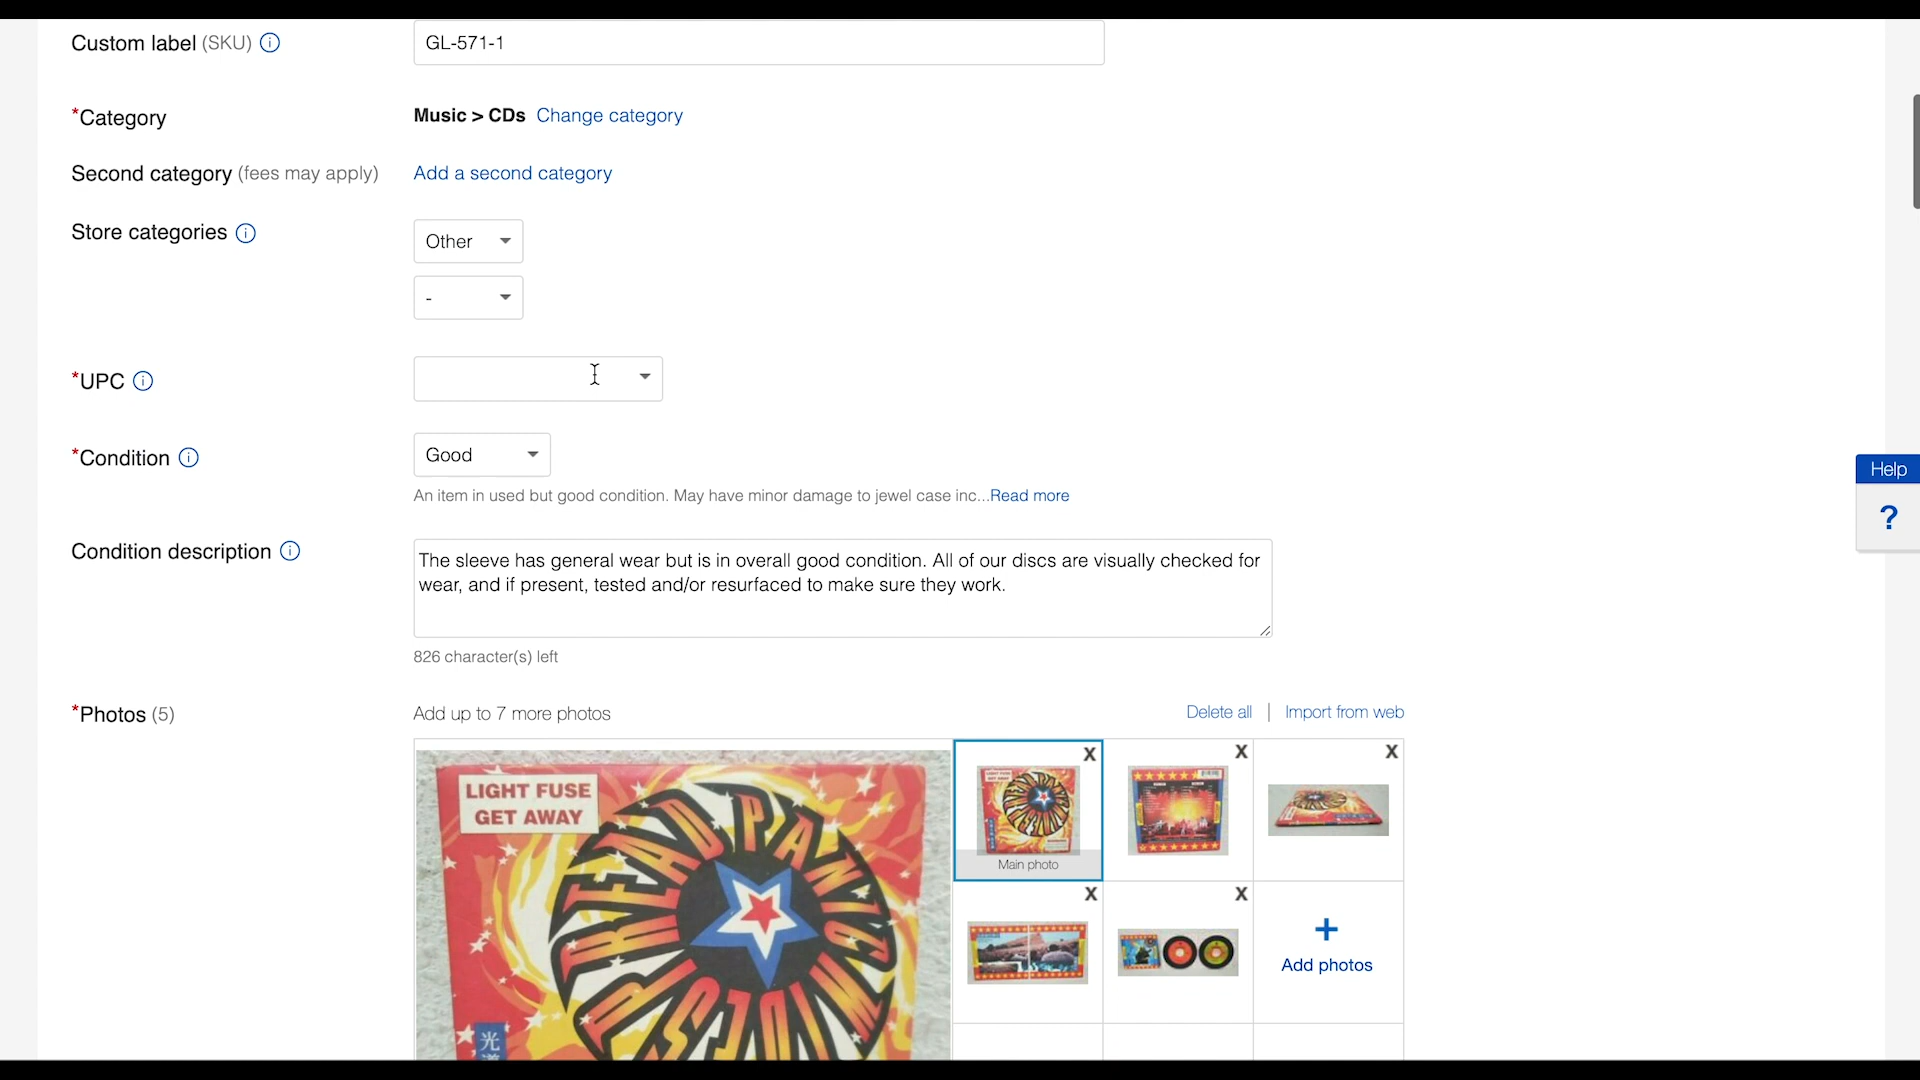 Custom label (SKU)
GL-571-1
*Category
Music > CDs Change category
Second category (fees may apply)
Add a second category
Store categories
Other
-
*UPC
*Condition
Good
An item in used but good condition. May have minor damage to jewel case inc...Read more
Help
?
Condition description
The sleeve has general wear but is in overall good condition. All of our discs are visually checked for
wear, and if present, tested and/or resurfaced to make sure they work.
826 character(s) left
*Photos (5)
Add up to 7 more photos
Delete all | Import from web
LIGHT FUSE
GET AWAY
WIDESPREAD PANIC
光
X
X
X
Main photo
X
X
+
Add photos